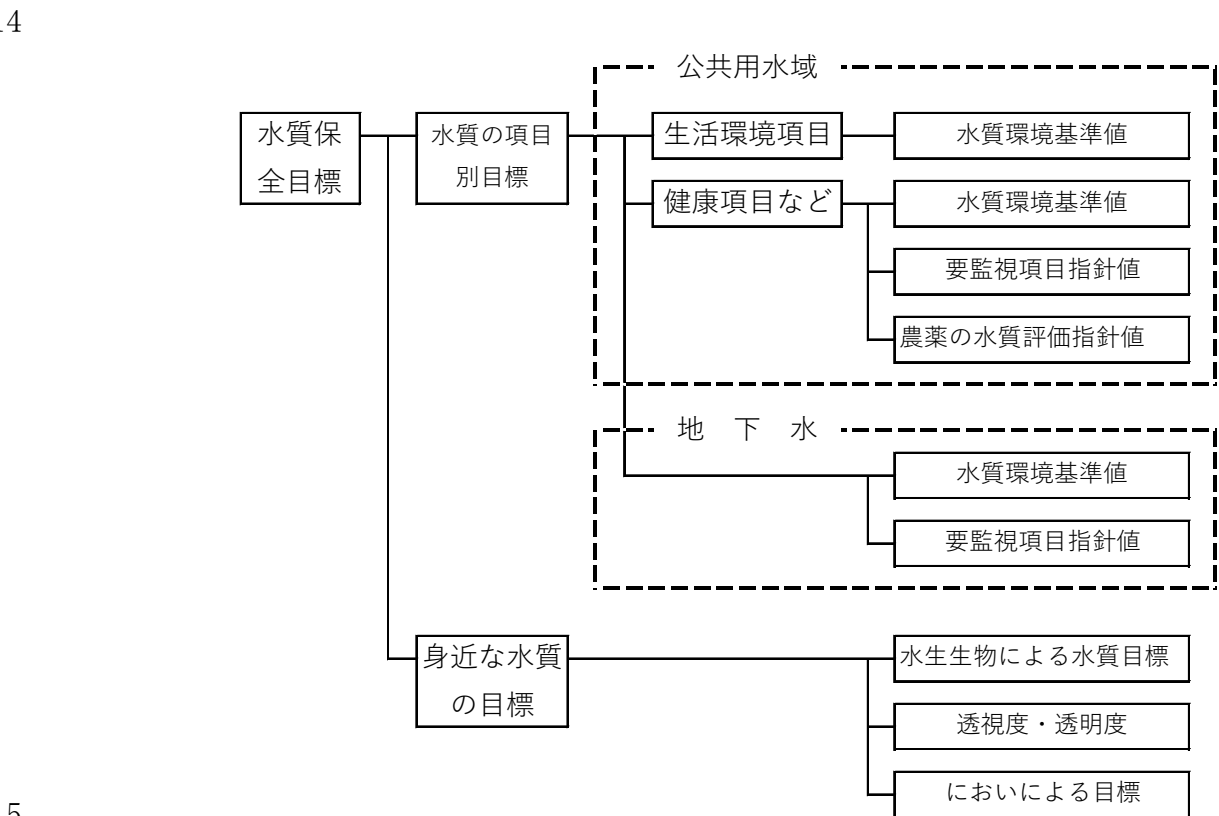 14
公共用水域
水質保
全目標
水質の項目
別目標
生活環境項目
水質環境基準値
健康項目など
水質環境基準値
要監視項目指針値
農薬の水質評価指針値
地 下 水
水質環境基準値
要監視項目指針値
身近な水質
の目標
水生生物による水質目標
透視度・透明度
においによる目標
5